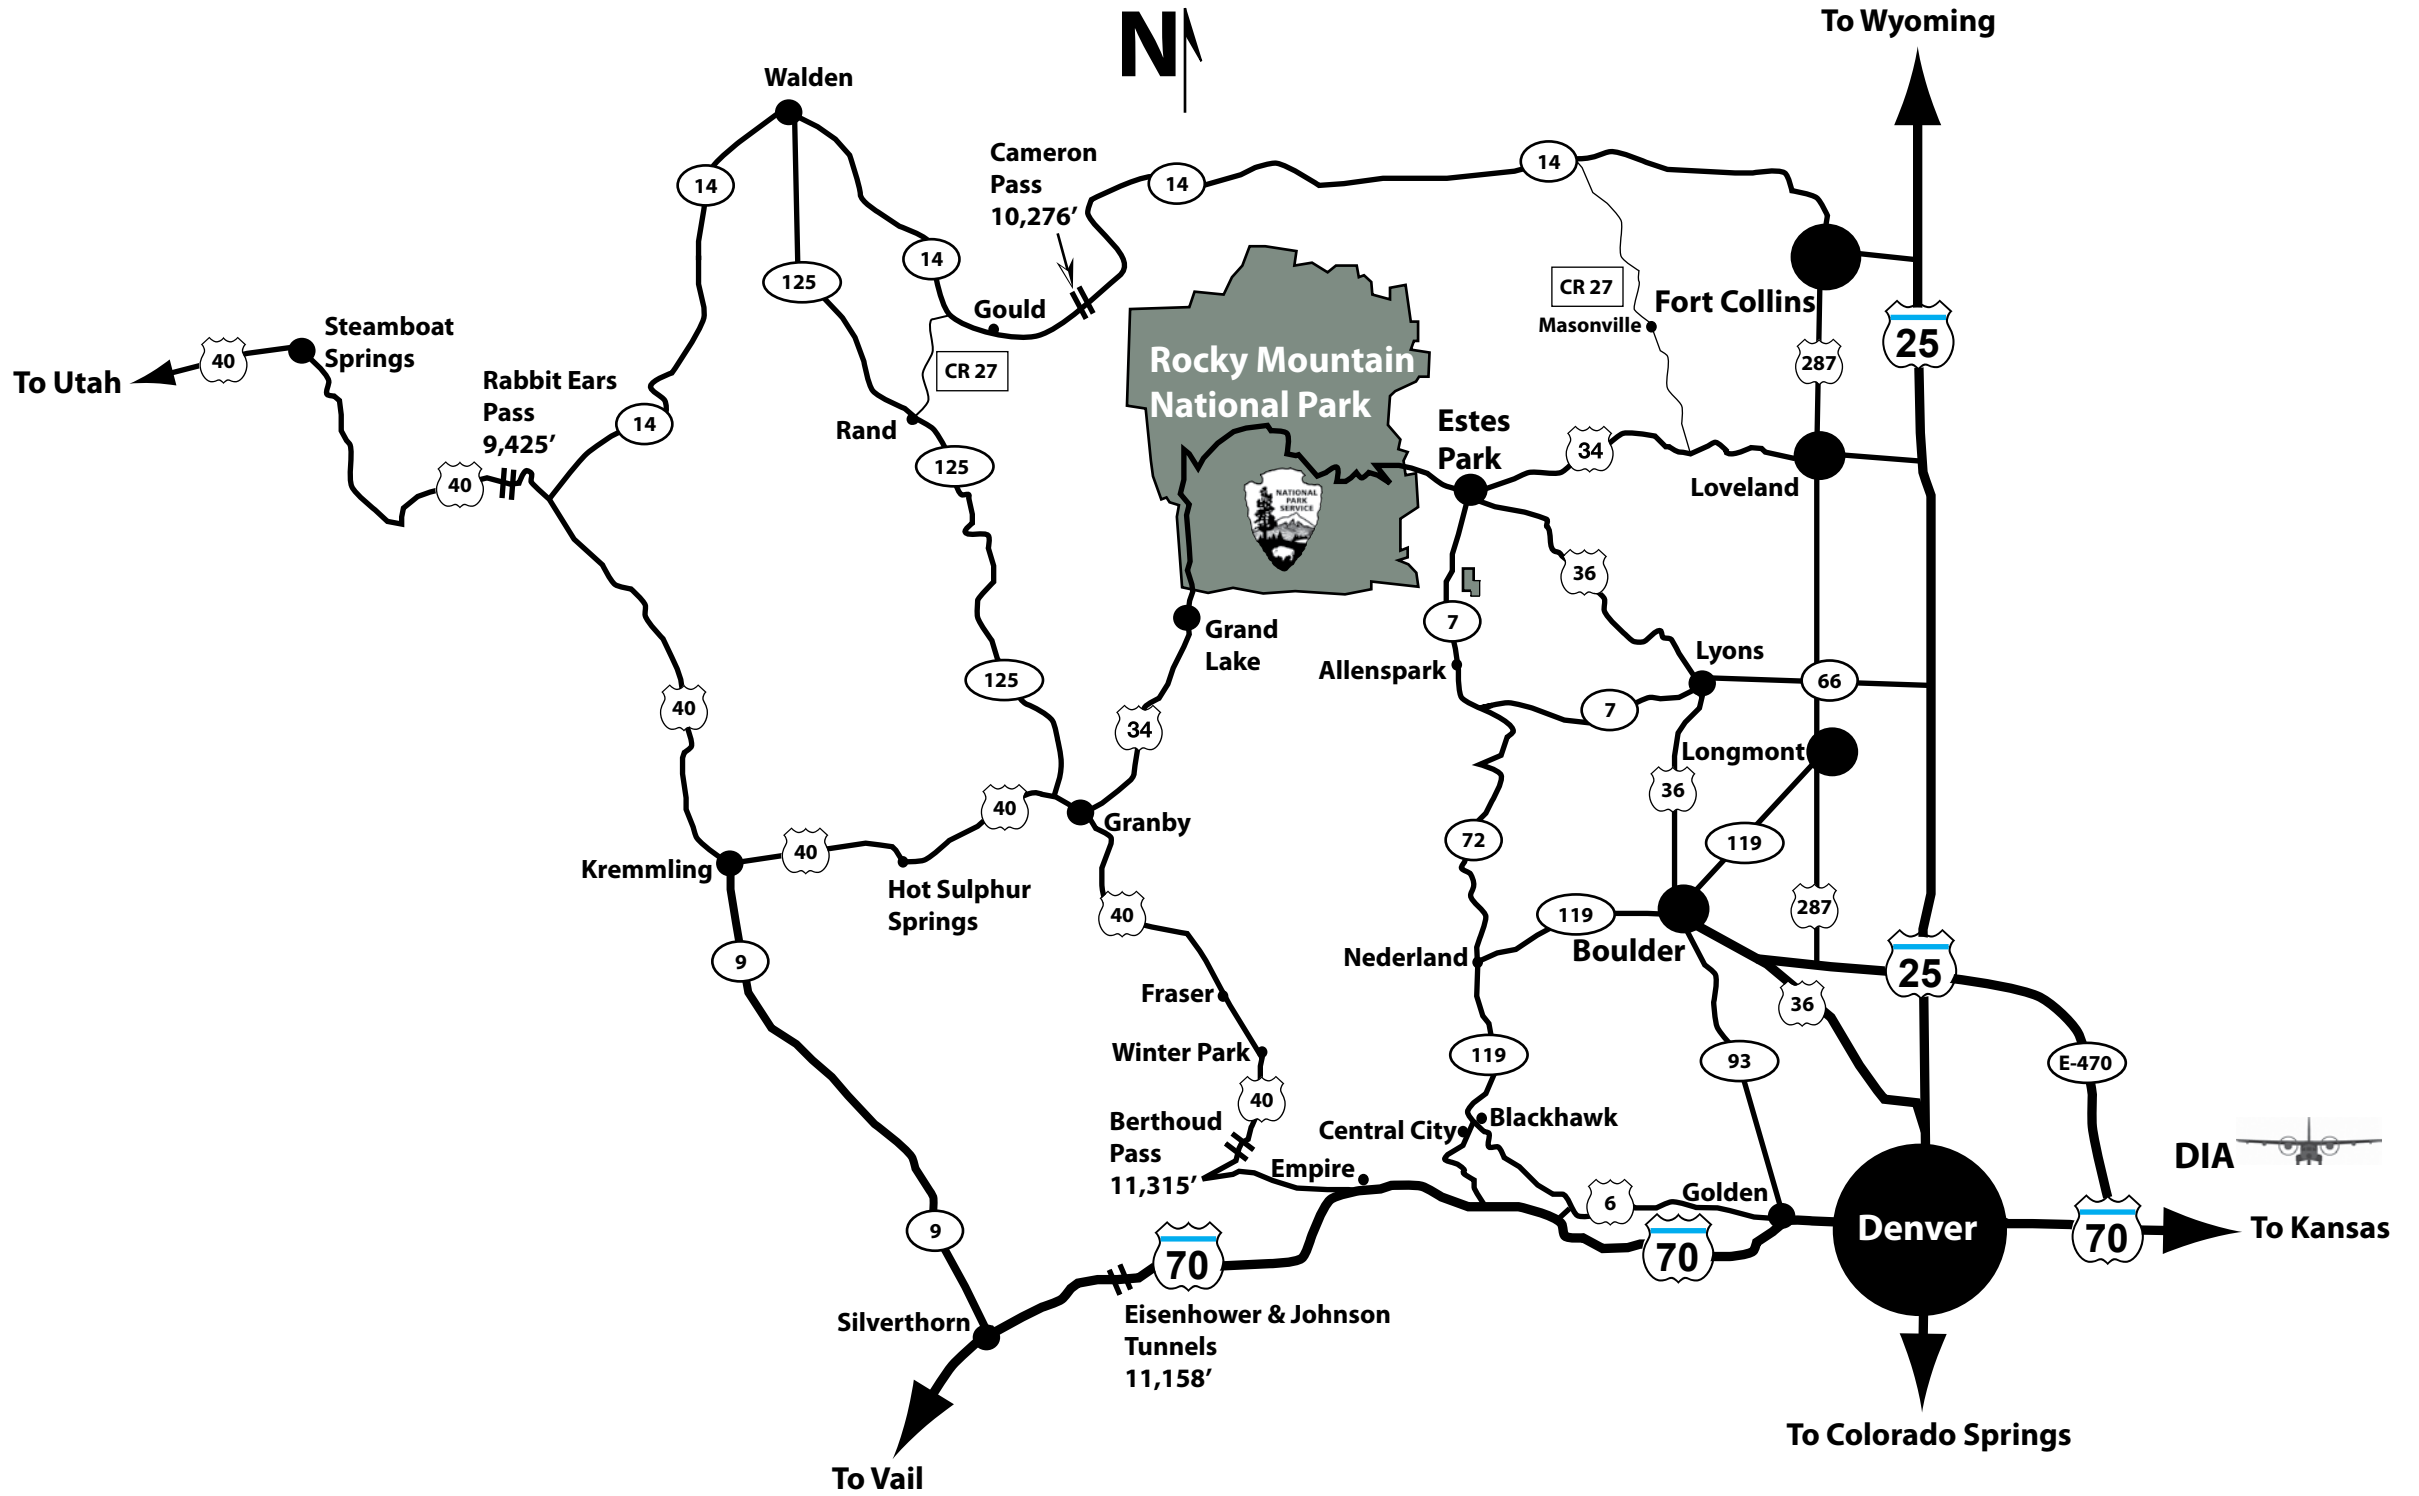 N
To Wyoming
Walden
Cameron
Pass
10,276’
14
14
14
14
125
CR 27
Fort Collins
Masonville
25
287
Gould
CR 27
Steamboat
Springs
40
To Utah
Rabbit Ears
Pass
9,425’
14
40
Rand
125
Rocky Mountain
National Park
NATIONAL
PARK
SERVICE
Estes
Park
34
Loveland
36
7
Allenspark
Grand
Lake
Lyons
66
7
125
40
34
Longmont
36
72
119
40
Granby
40
Kremmling
Hot Sulphur
Springs
40
287
119
Boulder
Nederland
9
25
Fraser
36
Winter Park
119
93
E-470
40
Berthoud
Pass
11,315’
Central City
Blackhawk
Empire
DIA
6
Golden
Denver
70
To Kansas
9
70
70
Silverthorn
Eisenhower & Johnson
Tunnels
11,158’
To Colorado Springs
To Vail